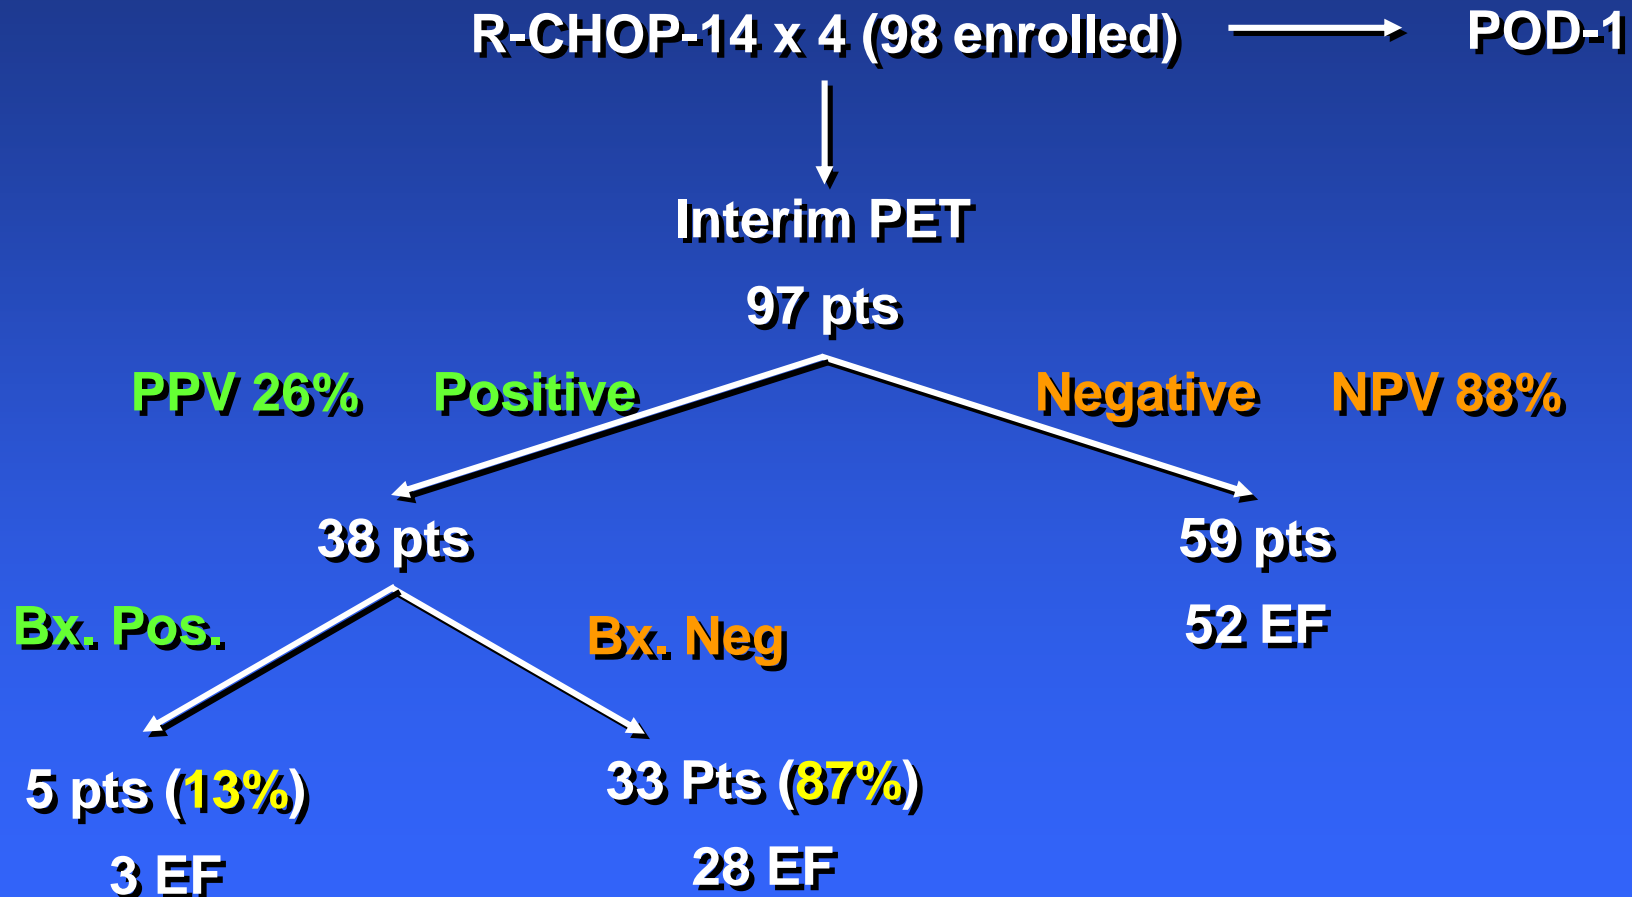 R-CHOP-14 x 4 (98 enrolled) POD-1
Interim PET
97 pts
PPV 26% Positive Negative NPV 88%
38 pts 59 pts
52 EF
Bx. Pos. Bx. Neg
5 pts (13%) 33 Pts (87%)
3 EF 28 EF